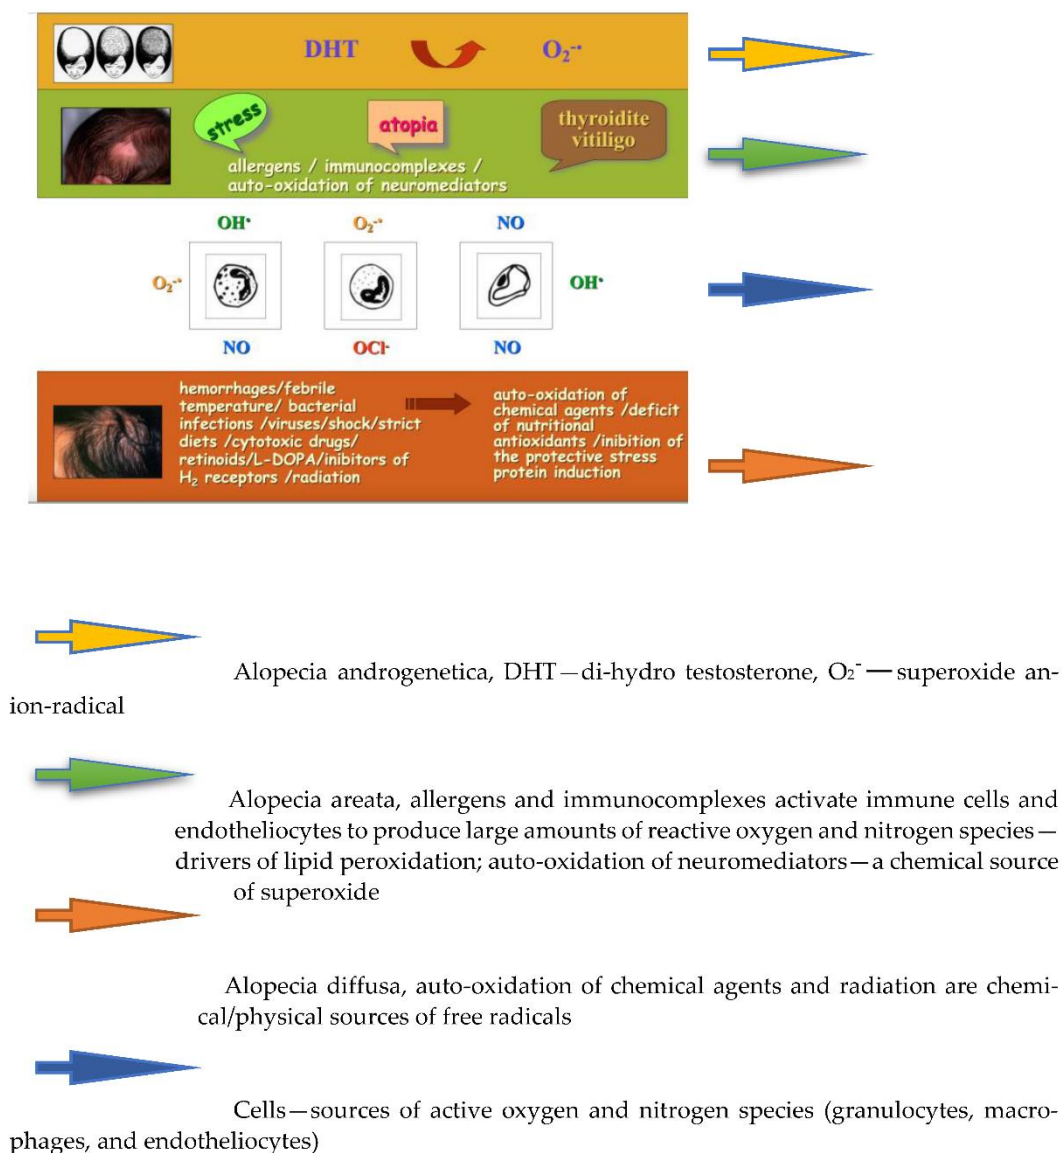 DHT O₂⁻•
stress
atopia
thyroidite
vitiligo
allergens / immunocomplexes /
auto-oxidation of neuromediators
OH• O₂⁻• NO
O₂⁻• OH•
NO OCl⁻ NO
hemorrhages/febrile
temperature/ bacterial
infections /viruses/shock/strict
diets /cytotoxic drugs/
retinoids/L-DOPA/inibitors of
H₂ receptors /radiation
auto-oxidation of
chemical agents /deficit
of nutritional
antioxidants /inibition of
the protective stress
protein induction
Alopecia androgenetica, DHT—di-hydro testosterone, O₂⁻—superoxide an-
ion-radical
Alopecia areata, allergens and immunocomplexes activate immune cells and
endotheliocytes to produce large amounts of reactive oxygen and nitrogen species—
drivers of lipid peroxidation; auto-oxidation of neuromediators—a chemical source
of superoxide
Alopecia diffusa, auto-oxidation of chemical agents and radiation are chemi-
cal/physical sources of free radicals
Cells—sources of active oxygen and nitrogen species (granulocytes, macro-
phages, and endotheliocytes)